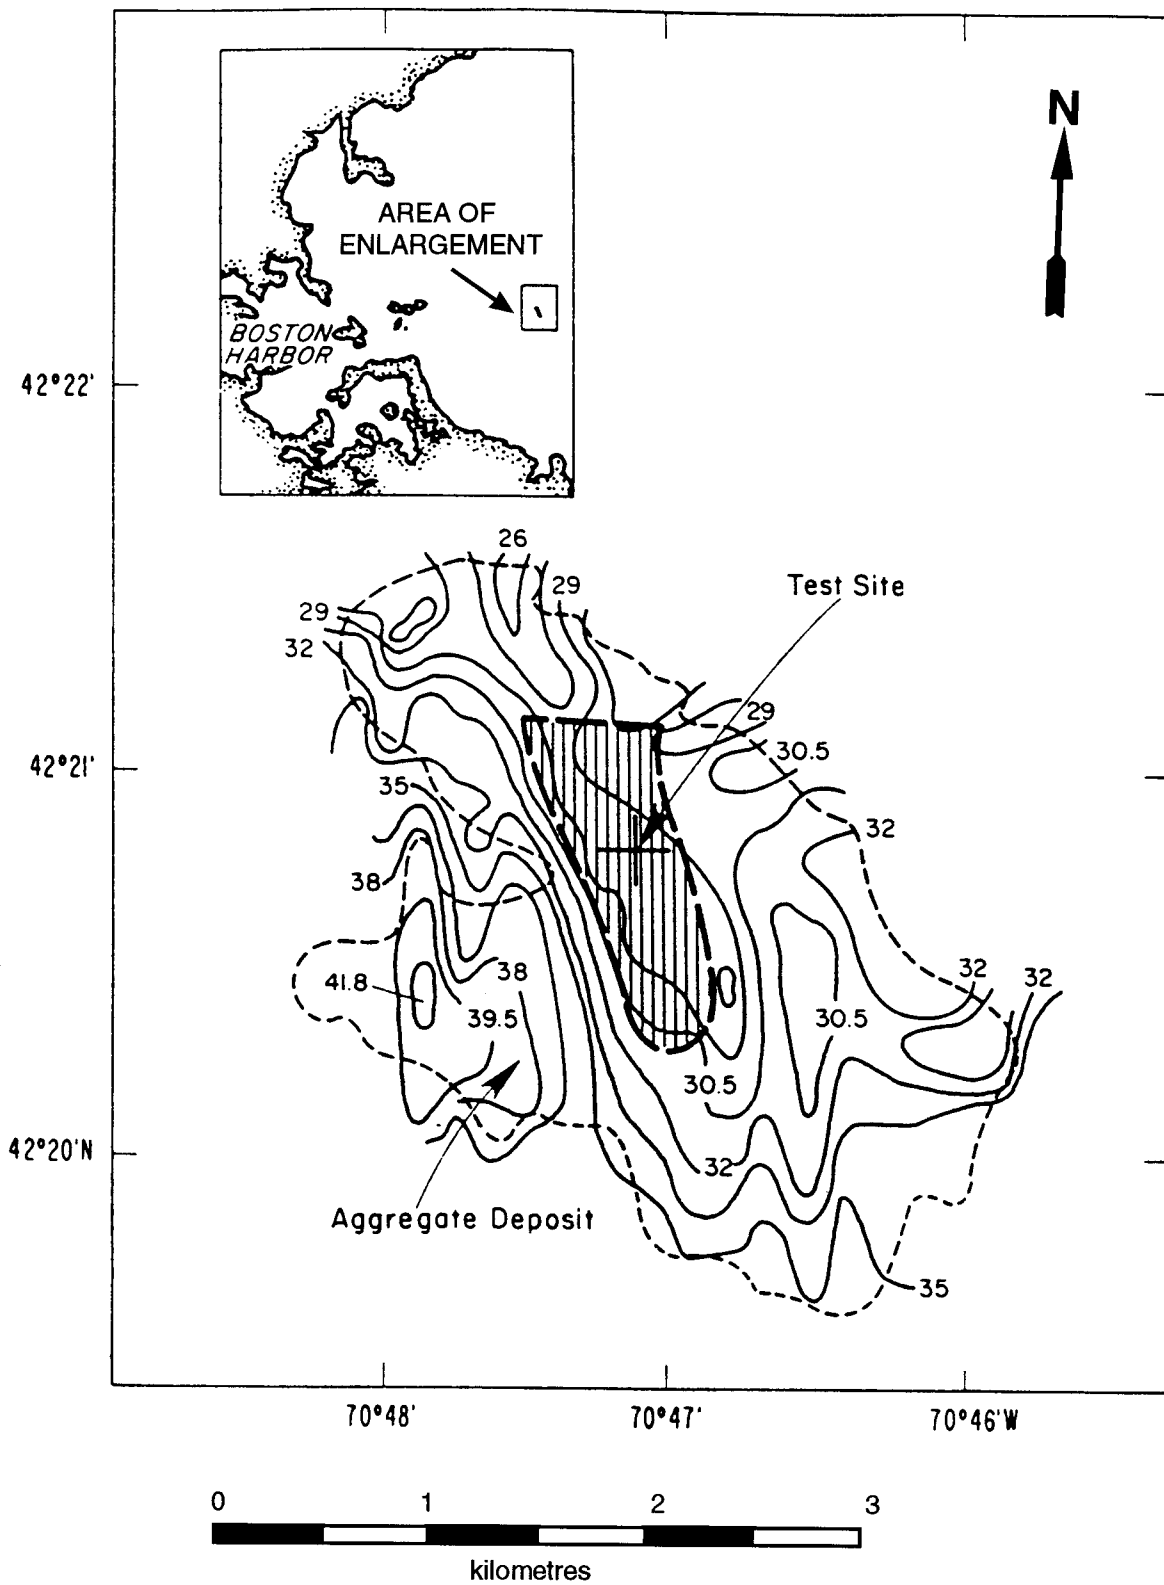 N
AREA OF
ENLARGEMENT
BOSTON
HARBOR
42°22'
26
29
Test Site
29
32
29
30.5
42°21'
35
32
38
38
32
32
41.8
39.5
30.5
30.5
42°20'N
32
Aggregate Deposit
35
70°48'
70°47'
70°46'W
0
1
2
3
kilometres